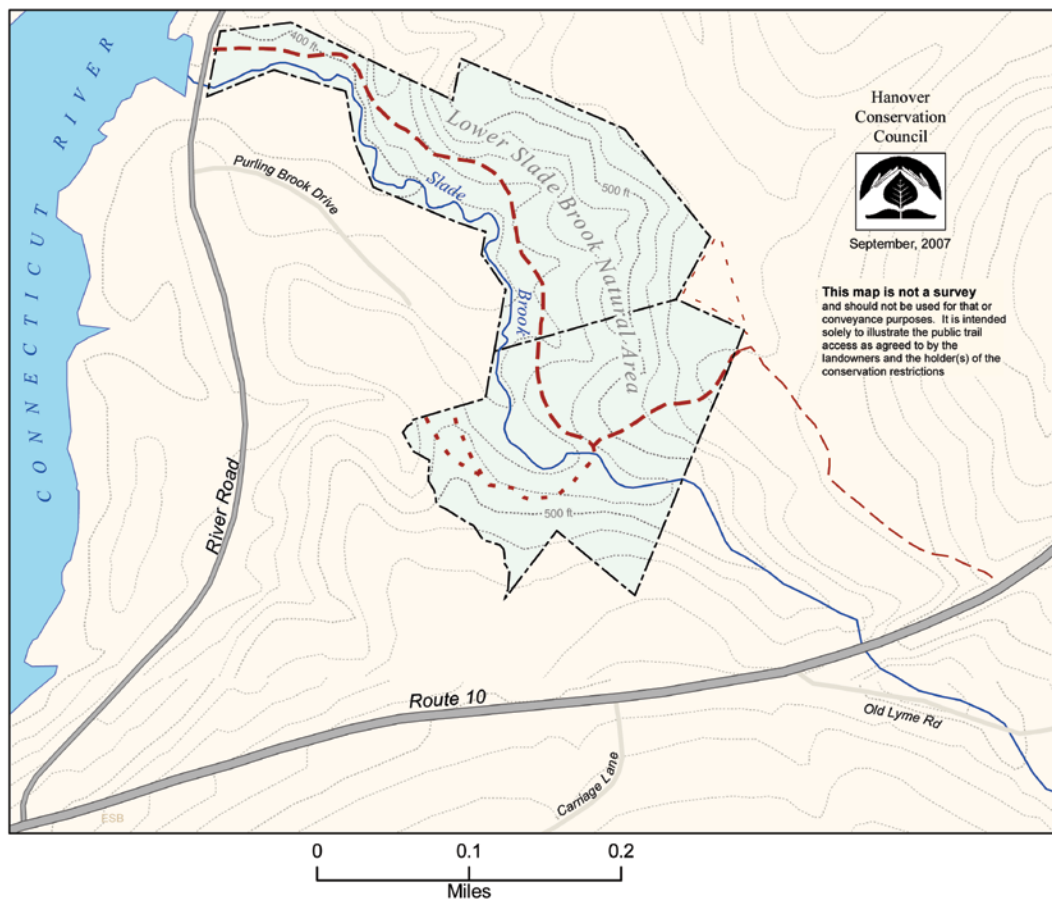 400 ft
Lower Slade Brook Natural Area
Hanover
Conservation
Council
September, 2007
CONNECTICUT RIVER
Purling Brook Drive
Slade
Brook
500 ft
This map is not a survey
and should not be used for that or
conveyance purposes. It is intended
solely to illustrate the public trail
access as agreed to by the
landowners and the holder(s) of the
conservation restrictions
River Road
500 ft
Route 10
Old Lyme Rd
Carriage Lane
ESB
0 0.1 0.2
Miles